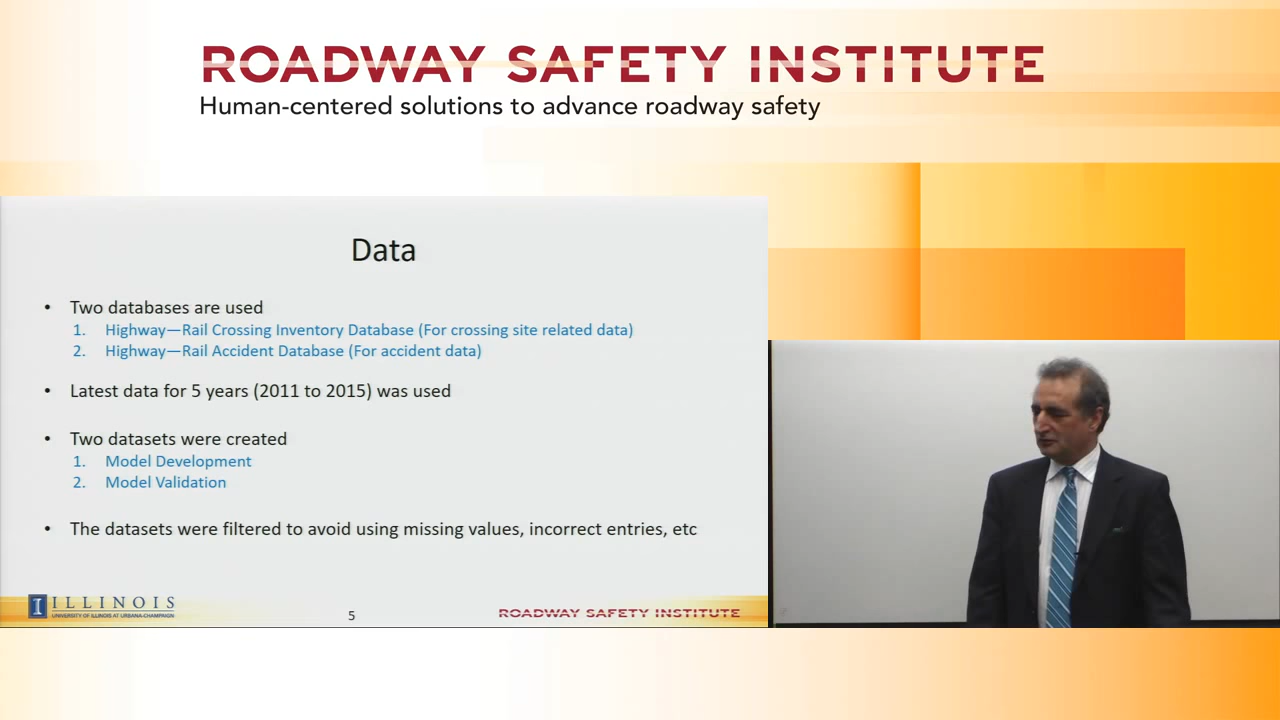 ROADWAY SAFETY INSTITUTE
Human-centered solutions to advance roadway safety
Data
• Two databases are used
1. Highway—Rail Crossing Inventory Database (For crossing site related data)
2. Highway—Rail Accident Database (For accident data)
• Latest data for 5 years (2011 to 2015) was used
• Two datasets were created
1. Model Development
2. Model Validation
• The datasets were filtered to avoid using missing values, incorrect entries, etc
I ILLINOIS
UNIVERSITY OF ILLINOIS AT URBANA-CHAMPAIGN
5
ROADWAY SAFETY INSTITUTE